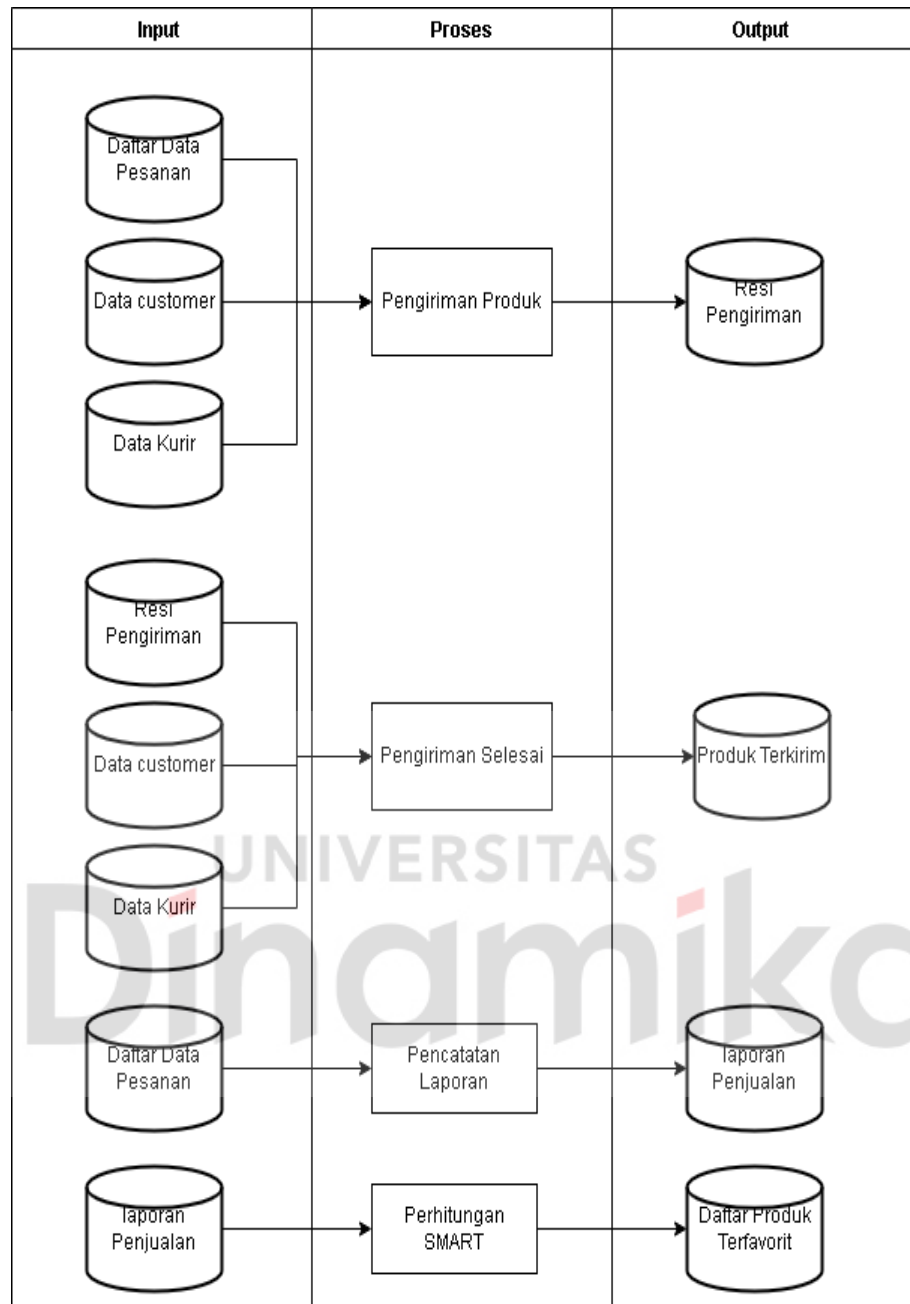 Input
Proses
Output
Daftar Data
Pesanan
Data customer
Pengiriman Produk
Resi
Pengiriman
Data Kurir
Resi
Pengiriman
Data customer
Pengiriman Selesai
Produk Terkirim
Data Kurir
UNIVERSITAS
Dinamika
Daftar Data
Pesanan
Pencatatan
Laporan
laporan
Penjualan
laporan
Penjualan
Perhitungan
SMART
Daftar Produk
Terfavorit